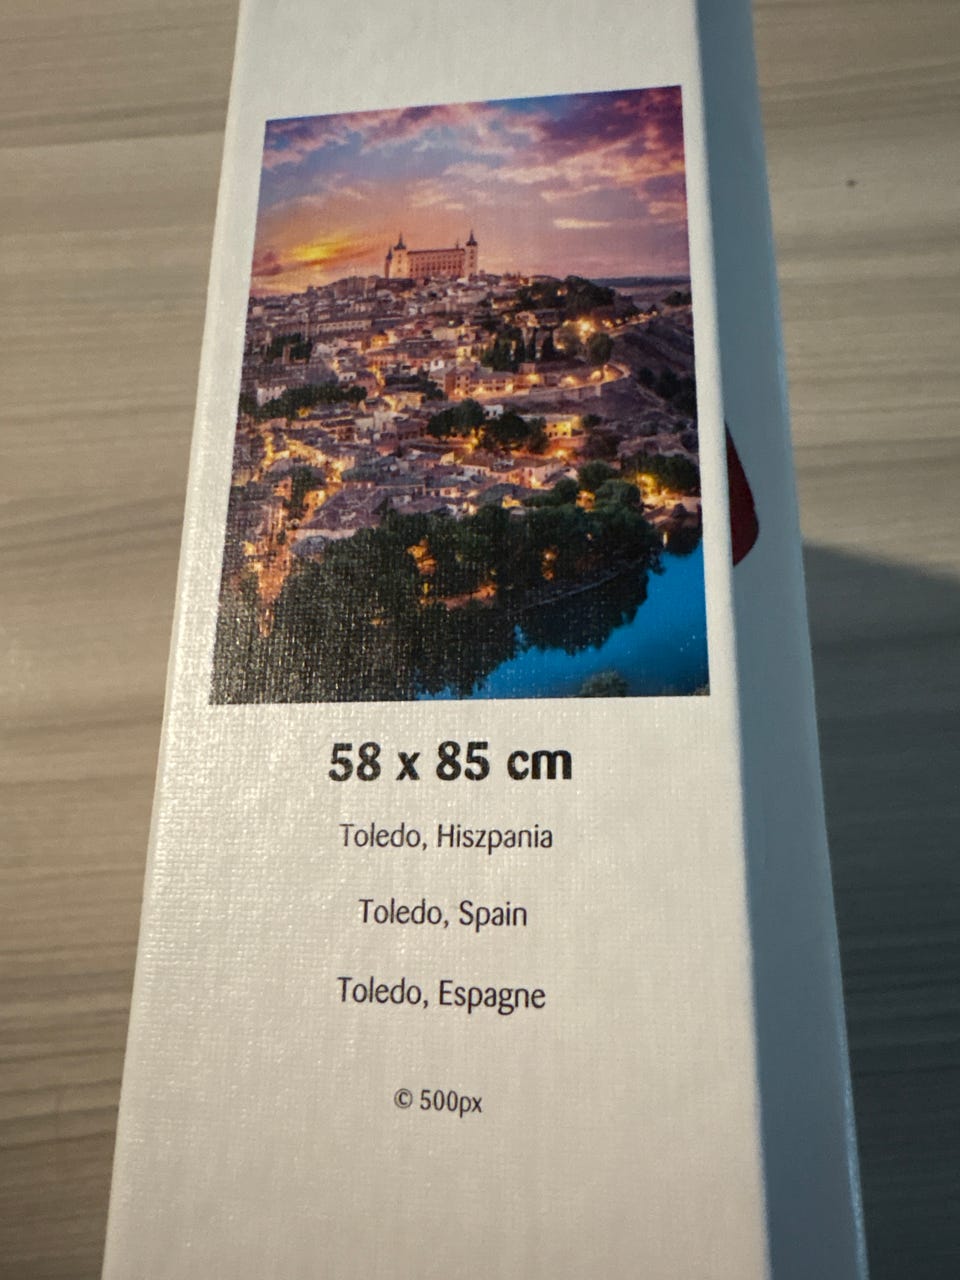 58 x 85 cm
Toledo, Hiszpania
Toledo, Spain
Toledo, Espagne
© 500px